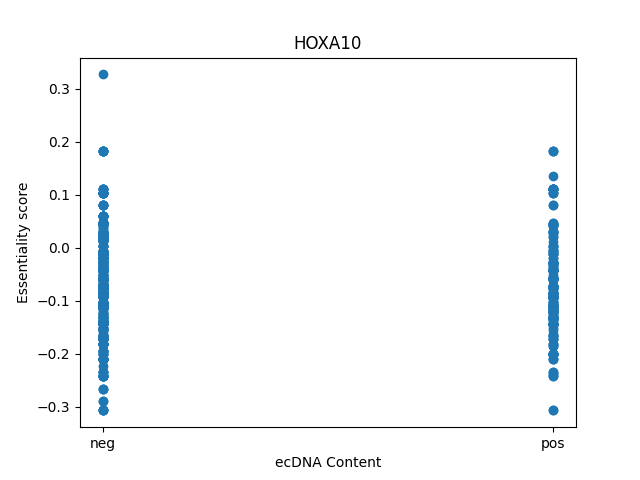 HOXA10
Essentiality score
0.3
0.2
0.1
0.0
−0.1
−0.2
−0.3
neg
pos
ecDNA Content